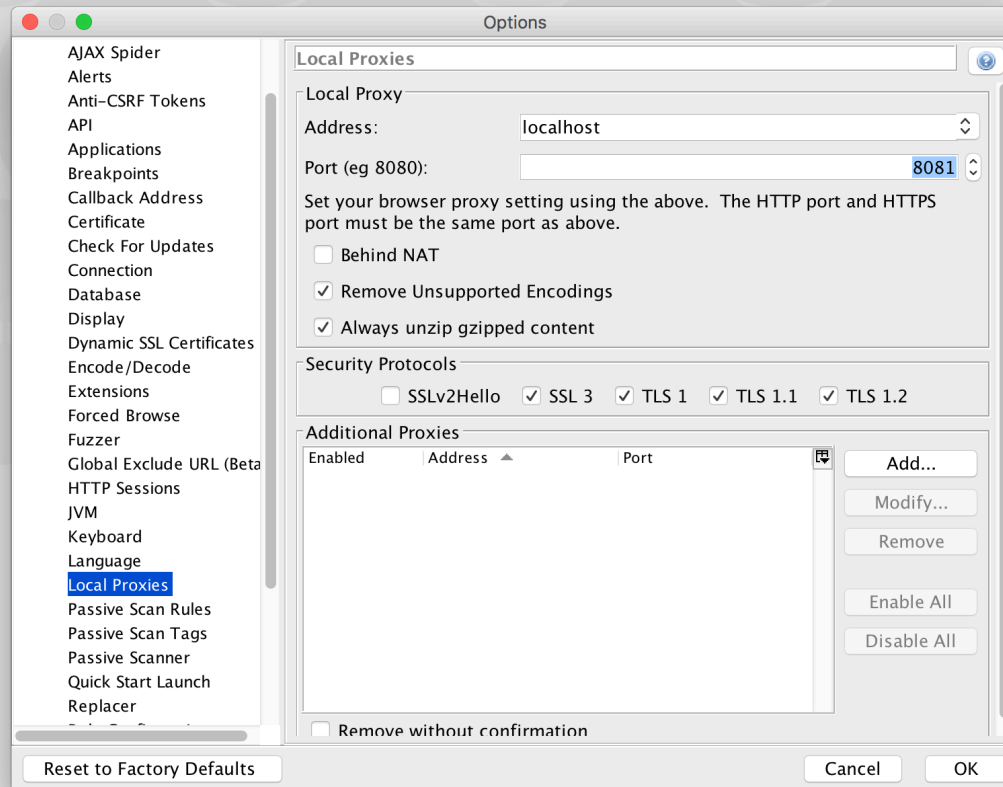 Options
AJAX Spider
Alerts
Anti-CSRF Tokens
API
Applications
Breakpoints
Callback Address
Certificate
Check For Updates
Connection
Database
Display
Dynamic SSL Certificates
Encode/Decode
Extensions
Forced Browse
Fuzzer
Global Exclude URL (Beta
HTTP Sessions
JVM
Keyboard
Language
Local Proxies
Passive Scan Rules
Passive Scan Tags
Passive Scanner
Quick Start Launch
Replacer
Local Proxies
Local Proxy
Address: localhost
Port (eg 8080): 8081
Set your browser proxy setting using the above. The HTTP port and HTTPS
port must be the same port as above.
Behind NAT
Remove Unsupported Encodings
Always unzip gzipped content
Security Protocols
SSLv2Hello SSL 3 TLS 1 TLS 1.1 TLS 1.2
Additional Proxies
Enabled Address Port
Add...
Modify...
Remove
Enable All
Disable All
Remove without confirmation
Reset to Factory Defaults Cancel OK